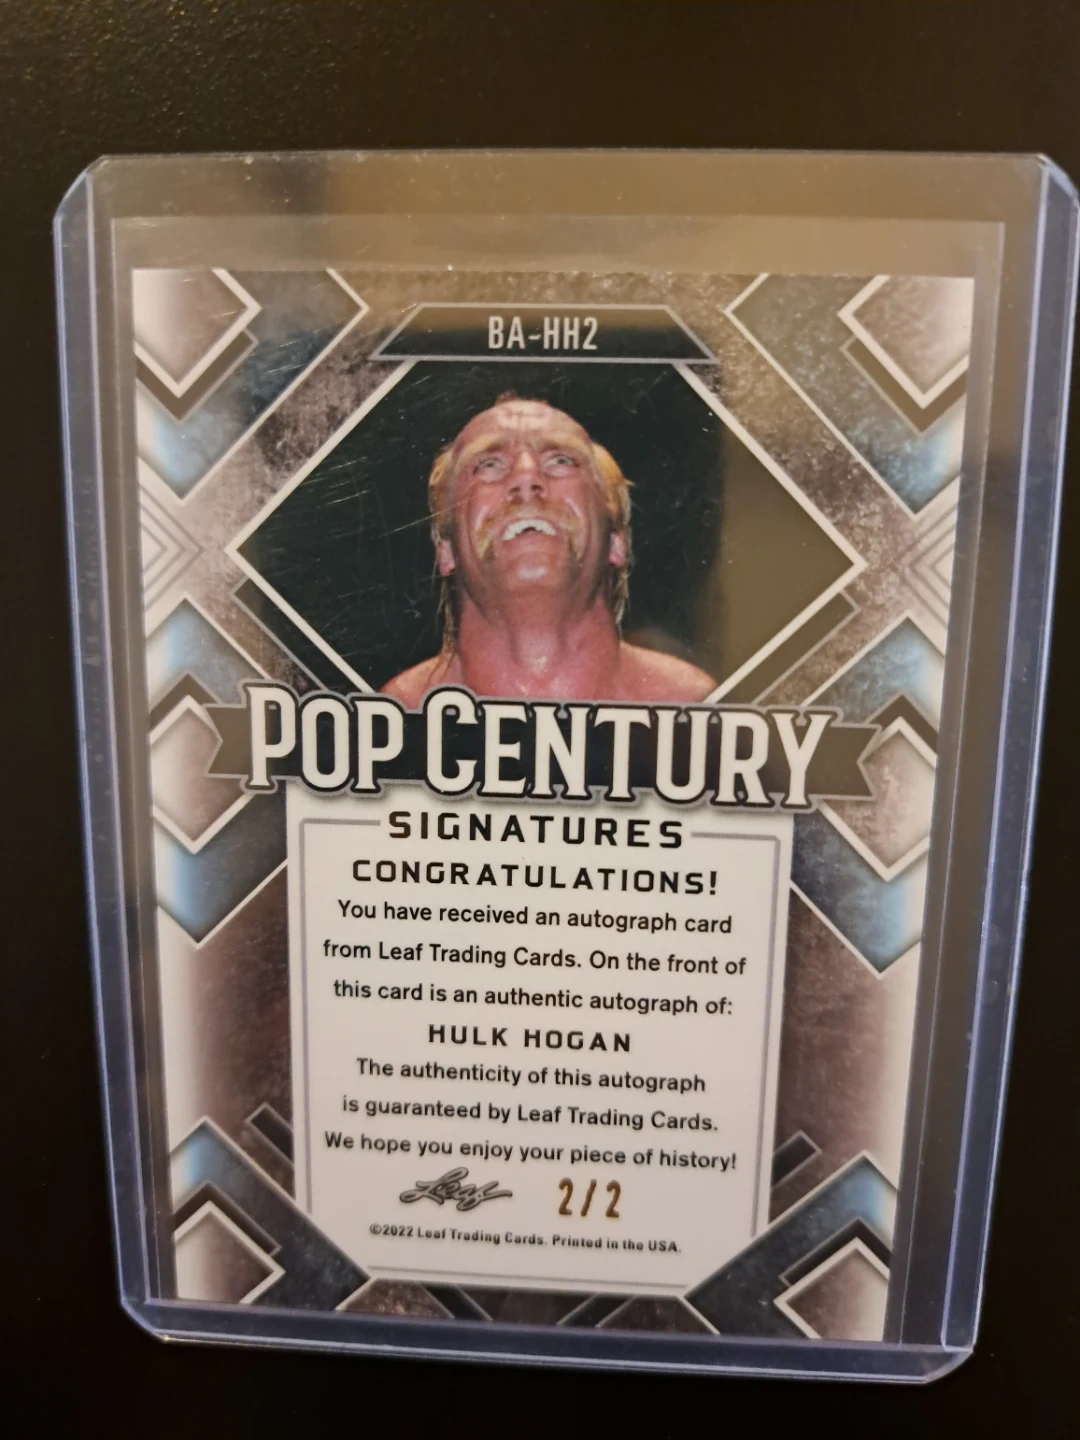 BA-HH2
POP CENTURY
SIGNATURES
CONGRATULATIONS!
You have received an autograph card
from Leaf Trading Cards. On the front of
this card is an authentic autograph of:
HULK HOGAN
The authenticity of this autograph
is guaranteed by Leaf Trading Cards.
We hope you enjoy your piece of history!
Leaf 2/2
©2022 Leaf Trading Cards. Printed in the USA.